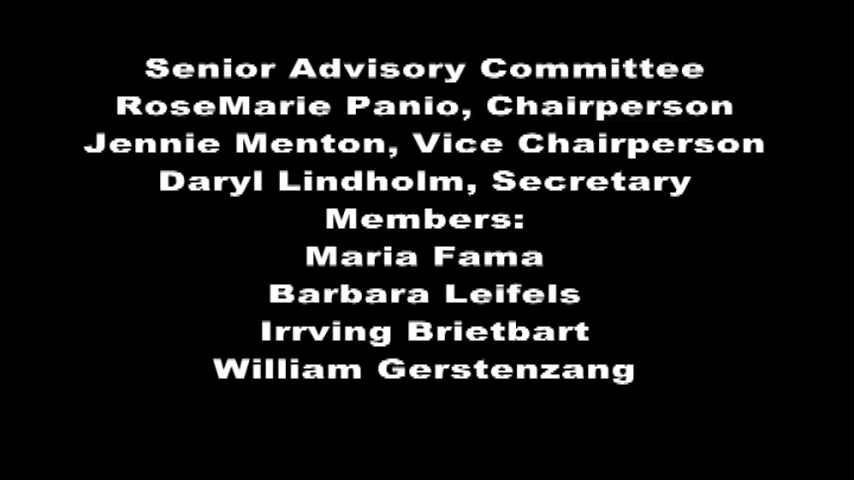 Senior Advisory Committee
RoseMarie Panio, Chairperson
Jennie Menton, Vice Chairperson
Daryl Lindholm, Secretary
Members:
Maria Fama
Barbara Leifels
Irrving Brietbart
William Gerstenzang